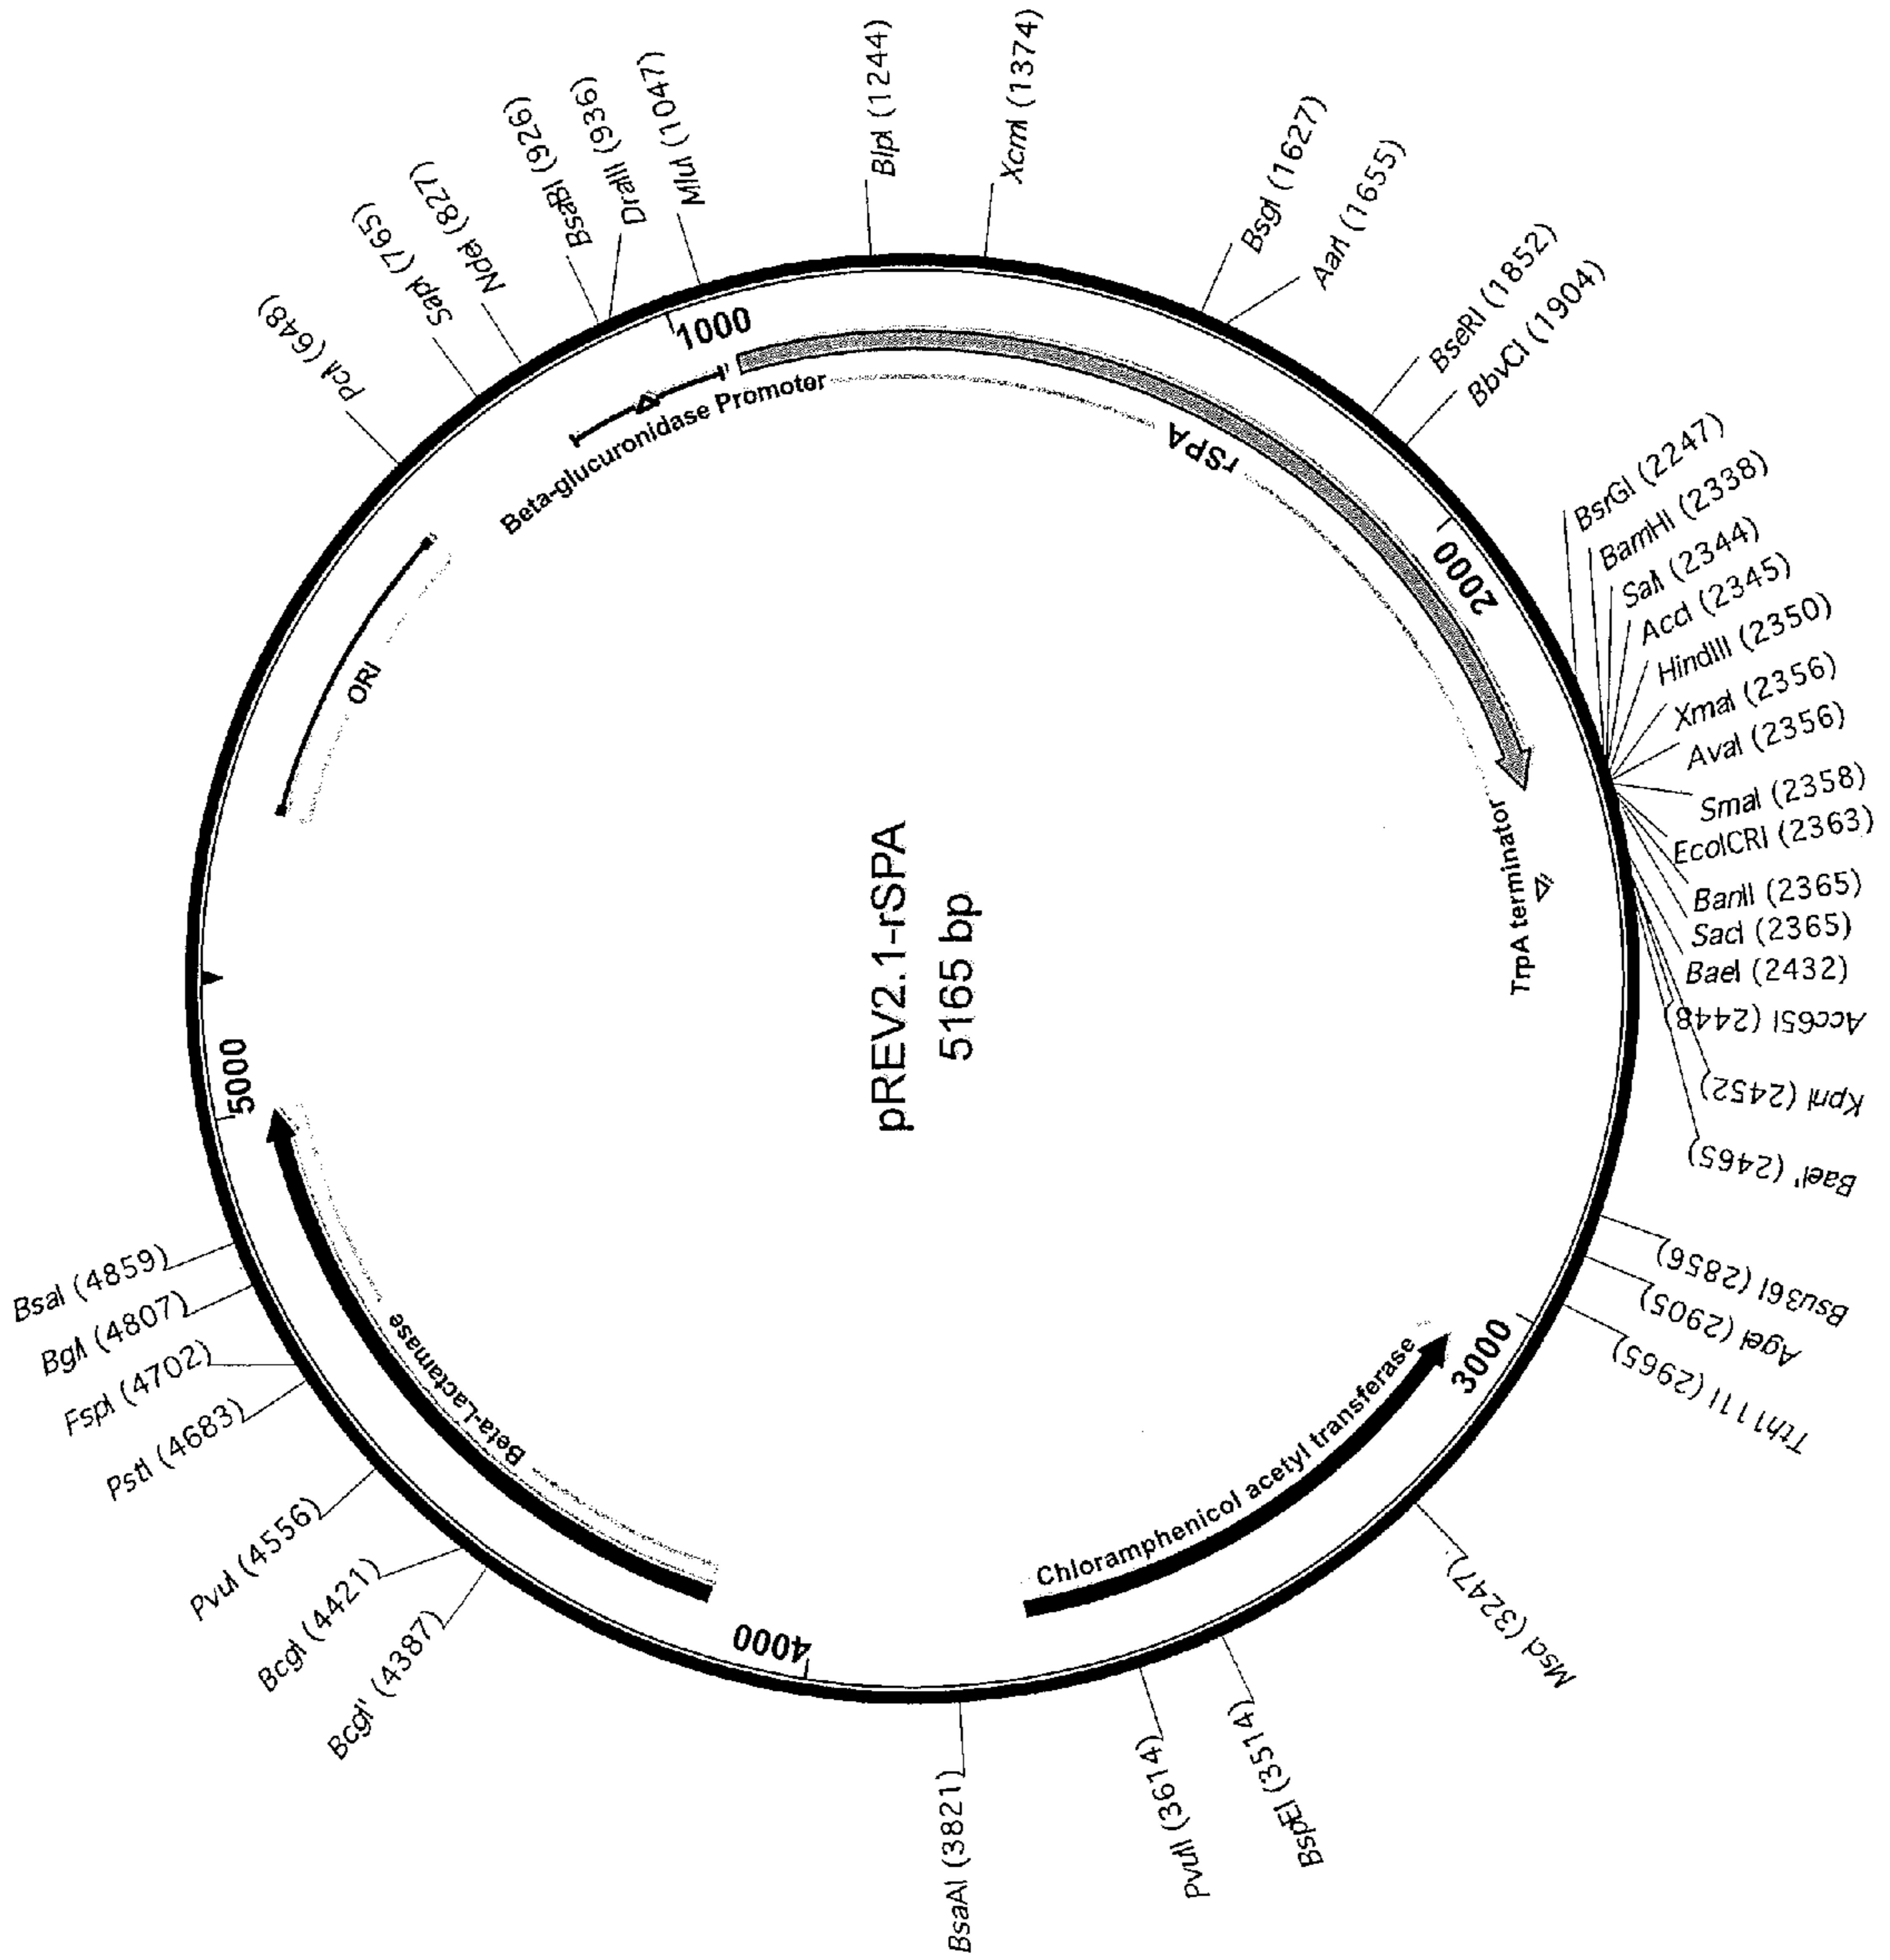 pREV2.1-rSPA
5165 bp
PciI (648)
SapI (765)
NdeI (827)
BsaBI (926)
DraIII (936)
MluI (1047)
BlpI (1244)
XcmI (1374)
BsgI (1627)
AarI (1655)
BseRI (1852)
BbvCI (1904)
BsrGI (2247)
BamHI (2338)
SalI (2344)
AccI (2345)
HindIII (2350)
XmaI (2356)
AvaI (2356)
SmaI (2358)
EcolCRI (2363)
BanII (2365)
SacI (2365)
BaeI (2432)
Acc65I (2448)
KpnI (2452)
BaeI' (2465)
Bsu36I (2856)
AgeI (2905)
Tth111I (2965)
MscI (3247)
BspEI (3514)
PvuII (3614)
BsaAI (3821)
BcgI' (4387)
BcgI (4421)
PvuI (4556)
PstI (4683)
FspI (4702)
BglI (4807)
BsaI (4859)
1000
2000
3000
4000
5000
ORI
Beta-glucuronidase Promoter
rSPA
TrpA terminator
Chloramphenicol acetyl transferase
Beta-Lactamase